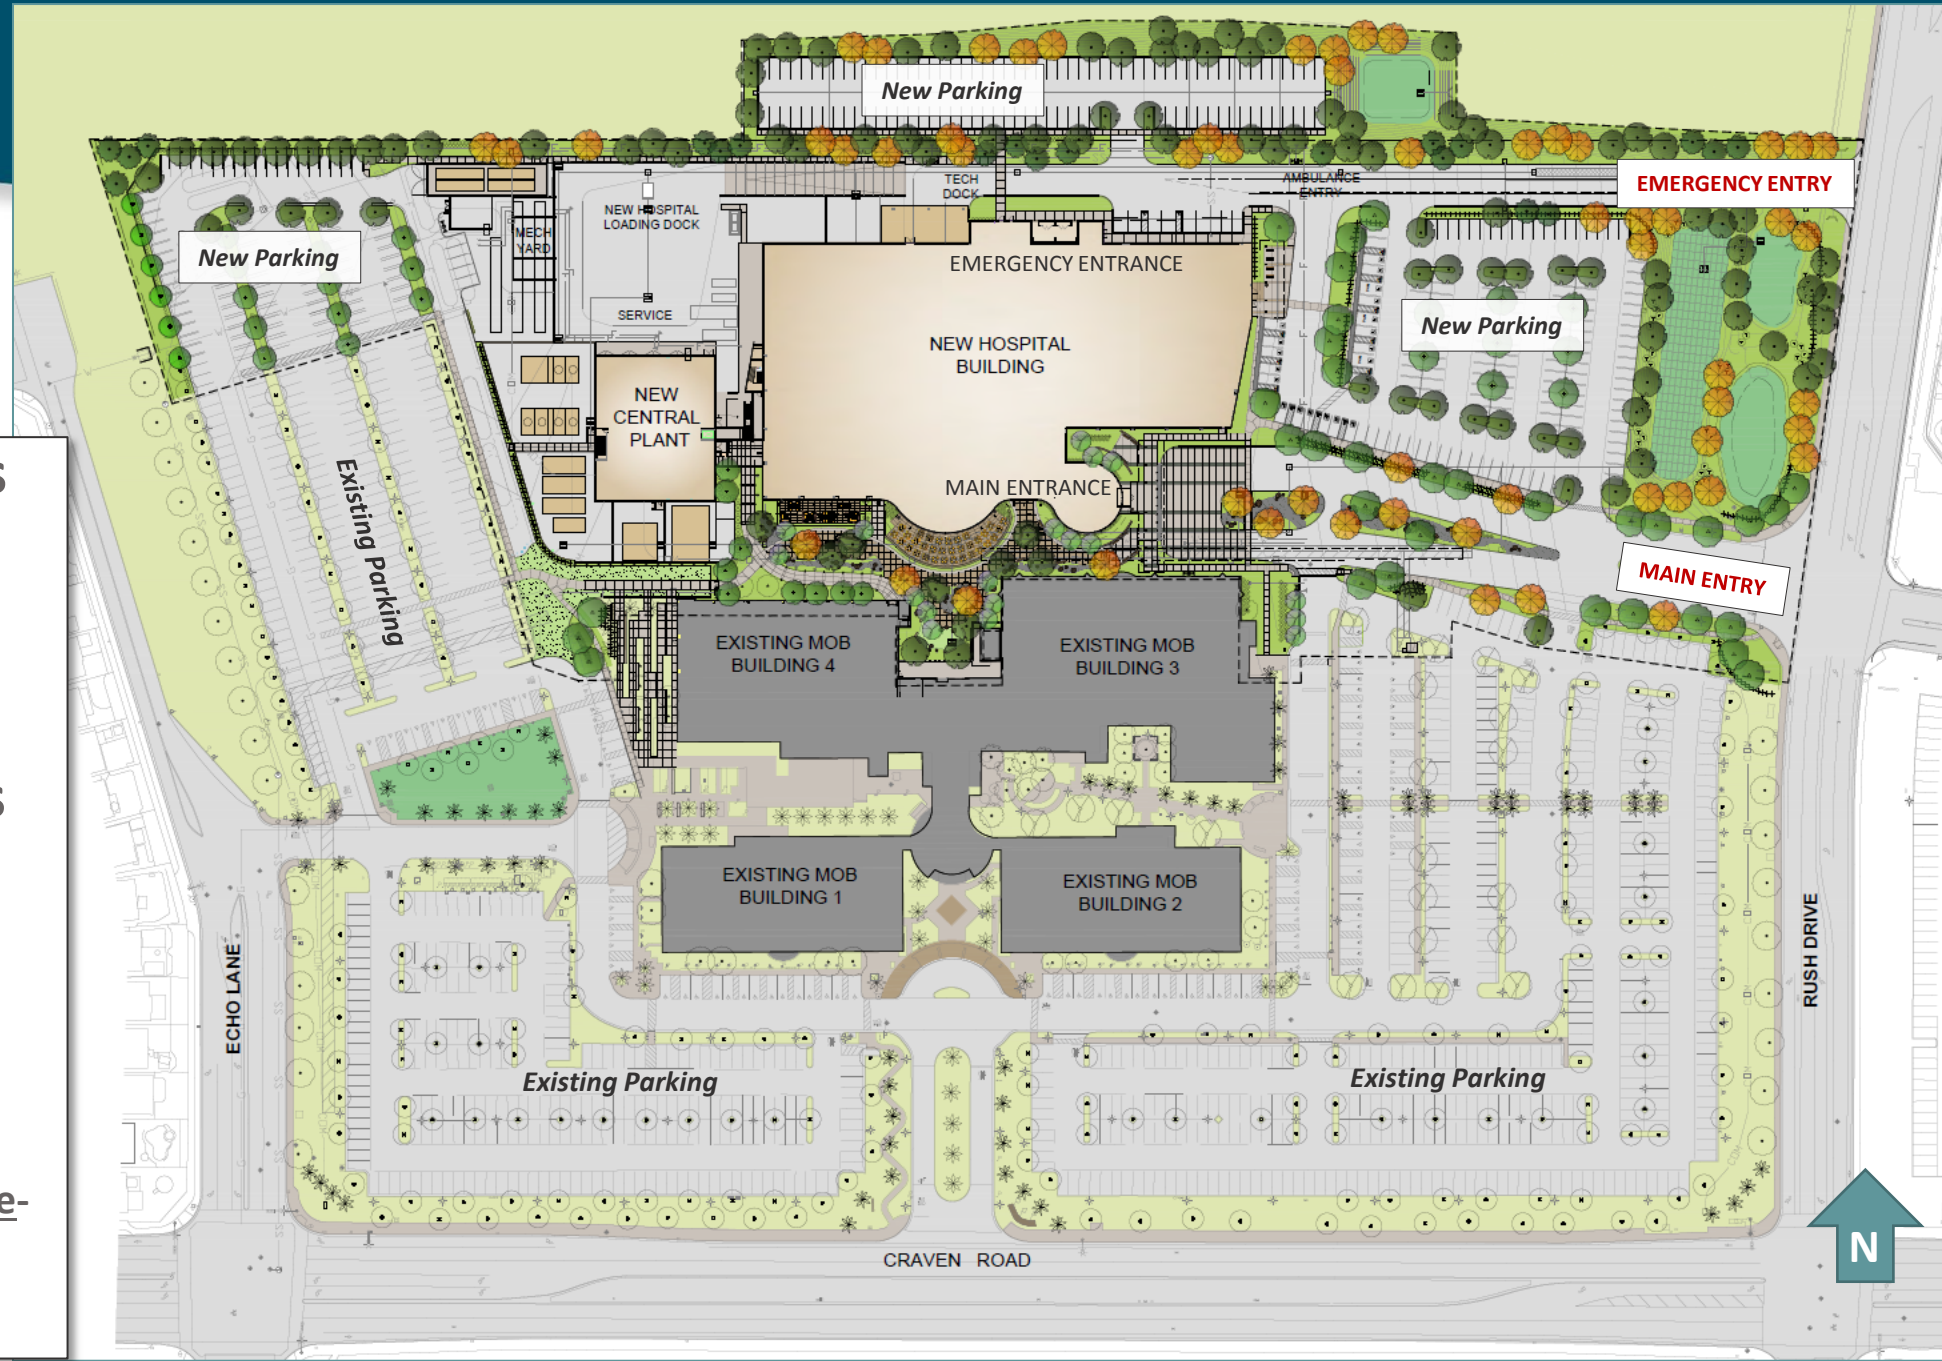 New Parking
TECH
DOCK
AMBULANCE
ENTRY
EMERGENCY ENTRY
NEW HOSPITAL
LOADING DOCK
MECH
YARD
New Parking
EMERGENCY ENTRANCE
SERVICE
New Parking
NEW HOSPITAL
BUILDING
NEW
CENTRAL
PLANT
MAIN ENTRANCE
Existing Parking
MAIN ENTRY
EXISTING MOB
BUILDING 4
EXISTING MOB
BUILDING 3
EXISTING MOB
BUILDING 1
EXISTING MOB
BUILDING 2
ECHO LANE
RUSH DRIVE
Existing Parking
Existing Parking
CRAVEN ROAD
N
s
s
e-